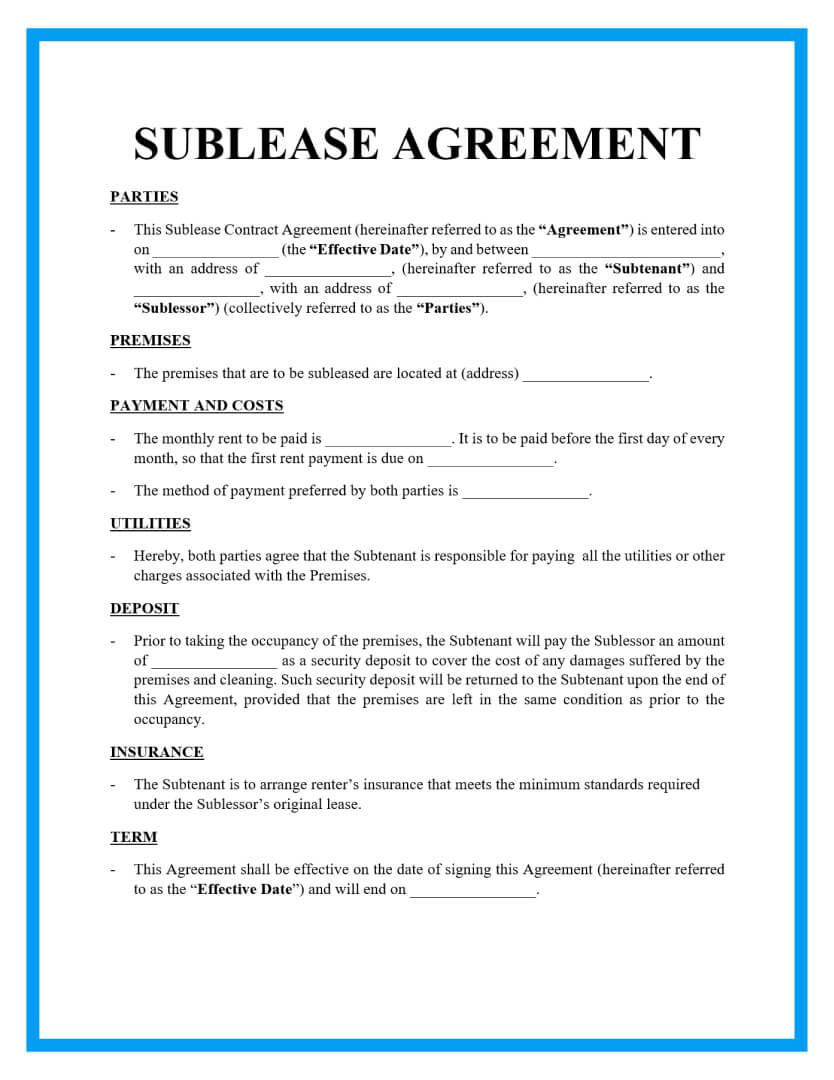 SUBLEASE AGREEMENT
PARTIES
- This Sublease Contract Agreement (hereinafter referred to as the “Agreement”) is entered into
on _________________ (the “Effective Date”), by and between _________________________,
with an address of _________________, (hereinafter referred to as the “Subtenant”) and
_________________, with an address of _________________, (hereinafter referred to as the
“Sublessor”) (collectively referred to as the “Parties”).
PREMISES
- The premises that are to be subleased are located at (address) _________________.
PAYMENT AND COSTS
- The monthly rent to be paid is _________________. It is to be paid before the first day of every
month, so that the first rent payment is due on _________________.
- The method of payment preferred by both parties is _________________.
UTILITIES
- Hereby, both parties agree that the Subtenant is responsible for paying  all the utilities or other
charges associated with the Premises.
DEPOSIT
- Prior to taking the occupancy of the premises, the Subtenant will pay the Sublessor an amount
of _________________ as a security deposit to cover the cost of any damages suffered by the
premises and cleaning. Such security deposit will be returned to the Subtenant upon the end of
this Agreement, provided that the premises are left in the same condition as prior to the
occupancy.
INSURANCE
- The Subtenant is to arrange renter’s insurance that meets the minimum standards required
under the Sublessor’s original lease.
TERM
- This Agreement shall be effective on the date of signing this Agreement (hereinafter referred
to as the “Effective Date”) and will end on _________________.